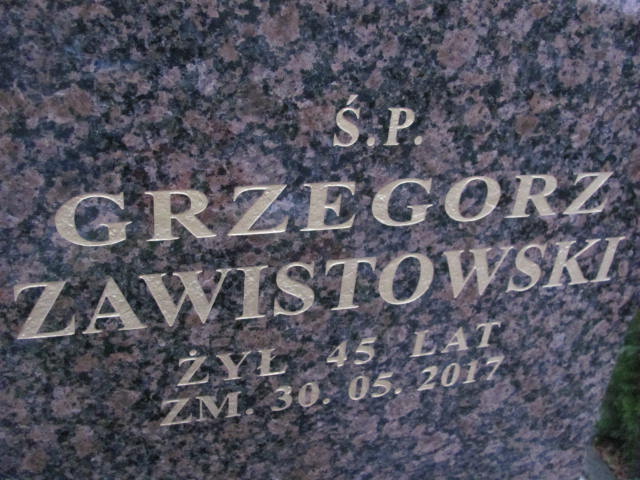 Ś.P.
GRZEGORZ
ZAWISTOWSKI
ŻYŁ 45 LAT
ZM. 30. 05. 2017